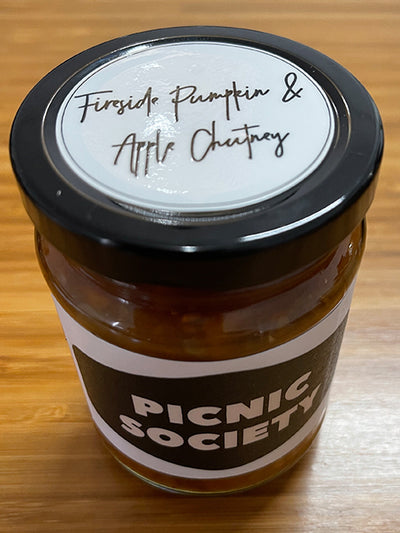 Fireside Pumpkin &
Apple Chutney
PICNIC
SOCIETY